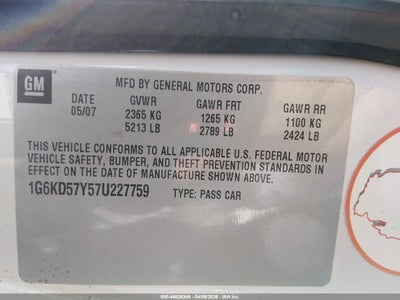 GM
MFD BY GENERAL MOTORS CORP.
DATE GVWR GAWR FRT GAWR RR
05/07 2365 KG 1265 KG 1100 KG
5213 LB 2789 LB 2424 LB
THIS VEHICLE CONFORMS TO ALL APPLICABLE U.S. FEDERAL MOTOR
VEHICLE SAFETY, BUMPER, AND THEFT PREVENTION STANDARDS IN
EFFECT ON THE DATE OF MANUFACTURE SHOWN ABOVE.
1G6KD57Y57U227759 TYPE: PASS CAR